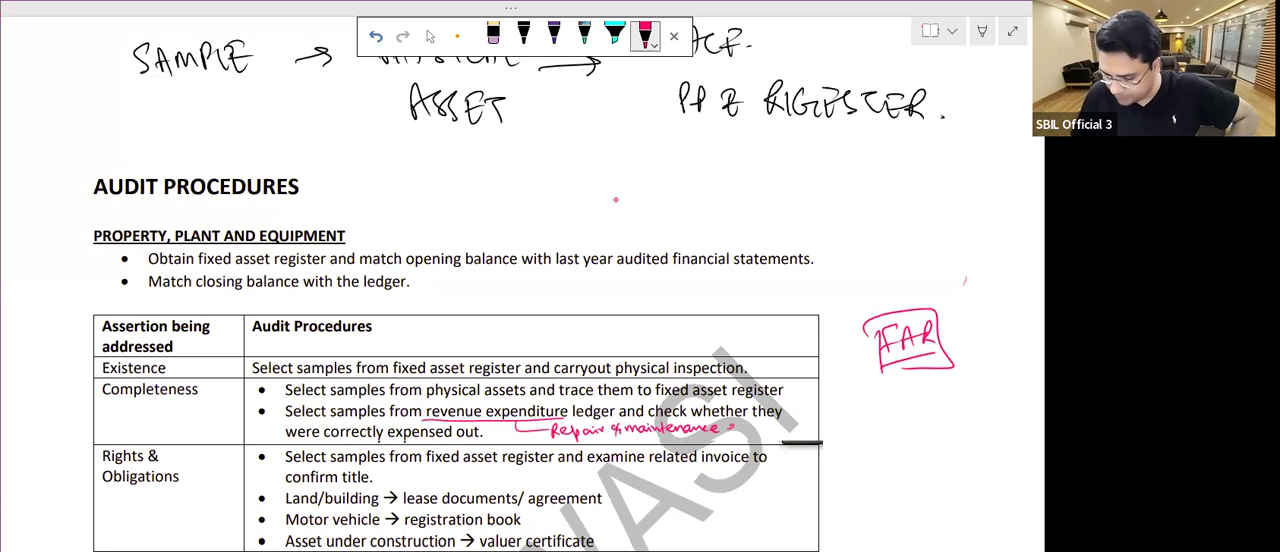 SAMPLE →
ASSET
PPE RIGESTER.
SBIL Official 3
AUDIT PROCEDURES
PROPERTY, PLANT AND EQUIPMENT
• Obtain fixed asset register and match opening balance with last year audited financial statements.
• Match closing balance with the ledger.
Assertion being addressed
Audit Procedures
FAR
Existence
Select samples from fixed asset register and carryout physical inspection.
Completeness
• Select samples from physical assets and trace them to fixed asset register
• Select samples from revenue expenditure ledger and check whether they
were correctly expensed out.
Repair & maintenance
Rights &
Obligations
• Select samples from fixed asset register and examine related invoice to
confirm title.
• Land/building → lease documents/ agreement
• Motor vehicle → registration book
• Asset under construction → valuer certificate
VASI